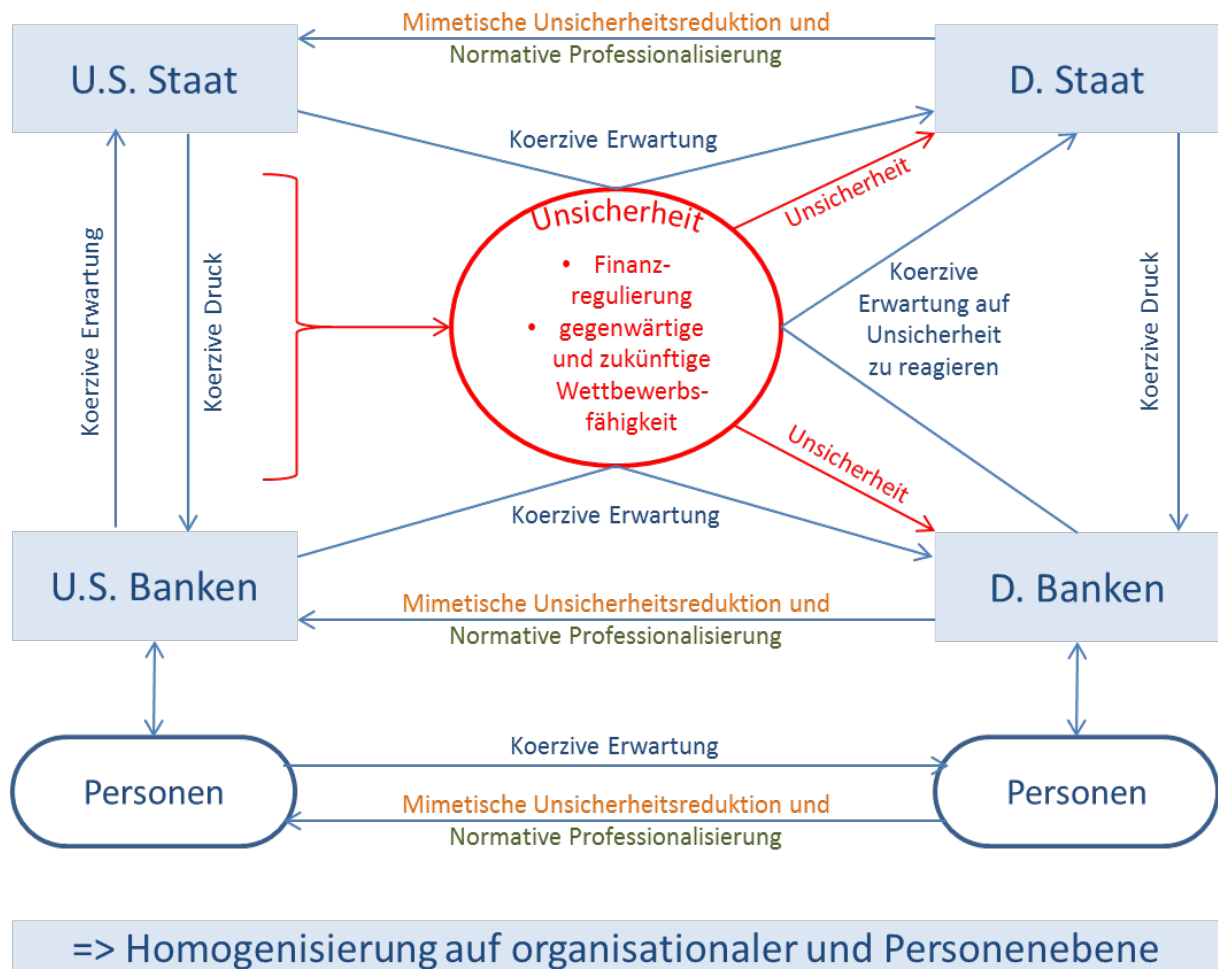 Mimetische Unsicherheitsreduktion und
Normative Professionalisierung
U.S. Staat
D. Staat
Koerzive Erwartung
Unsicherheit
Unsicherheit
• Finanz-
regulierung
• gegenwärtige
und zukünftige
Wettbewerbs-
fähigkeit
Koerzive Erwartung
Koerzive Druck
Koerzive
Erwartung auf
Unsicherheit
zu reagieren
Koerzive Druck
Unsicherheit
Koerzive Erwartung
U.S. Banken
D. Banken
Mimetische Unsicherheitsreduktion und
Normative Professionalisierung
Koerzive Erwartung
Personen
Personen
Mimetische Unsicherheitsreduktion und
Normative Professionalisierung
=> Homogenisierung auf organisationaler und Personenebene